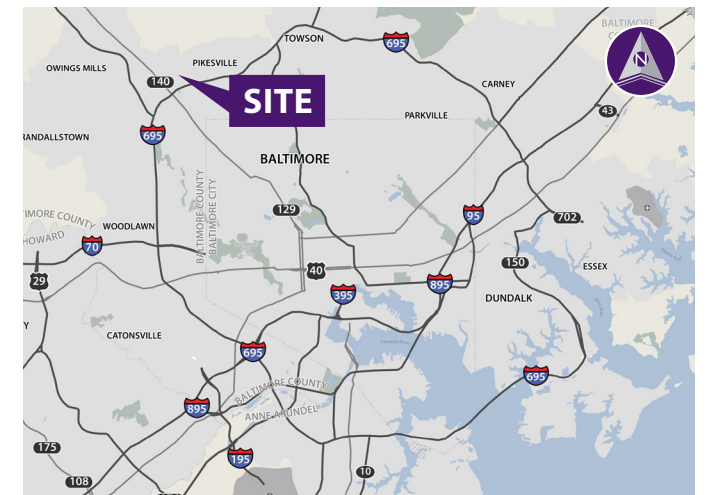 BALTIMORE
N
TOWSON
695
PIKESVILLE
OWINGS MILLS
140
CARNEY
SITE
43
PARKVILLE
695
RANDALLSTOWN
BALTIMORE
BALTIMORE COUNTY
BALTIMORE CITY
129
95
702
TIMORE COUNTY
WOODLAWN
HOWARD
70
150
ESSEX
40
29
895
395
DUNDALK
Y
CATONSVILLE
695
695
BALTIMORE COUNTY
895
ANNE ARUNDEL
175
195
10
108